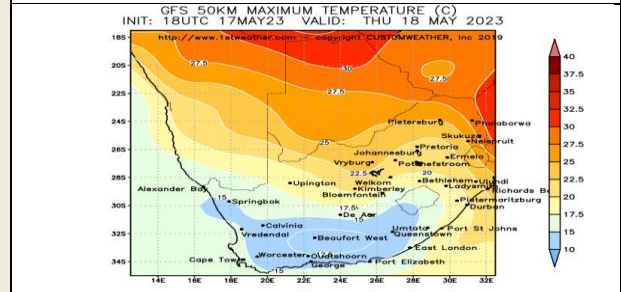 GFS 50KM MAXIMUM TEMPERATURE (C)
INIT: 18UTC 17MAY23 VALID: THU 18 MAY 2023
http://www.1stweather.com - copyright CUSTOMWEATHER, Inc 2019
18S
20S
22S
24S
26S
28S
30S
32S
34S
27.5
30
27.5
27.5
25
Pietersburg
Phalaborwa
Skukuza
Nelspruit
Johannesburg
Pretoria
Ermelo
Vryburg
Potchefstroom
22.5
20
Upington
Welkom
Bethlehem
Ulundi
Kimberley
Ladysmith
Bloemfontein
Richards B
Alexander Bay
15
Springbok
Pietermaritzburg
17.5
Durban
De Aar
Calvinia
Vredendal
Umtata
Port St Johns
Beaufort West
Queenstown
East London
Cape Town
Worcester
12.5
Oudtshoorn
George
Port Elizabeth
15
14E
16E
18E
20E
22E
24E
26E
28E
30E
32E
40
37.5
35
32.5
30
27.5
25
22.5
20
17.5
15
10